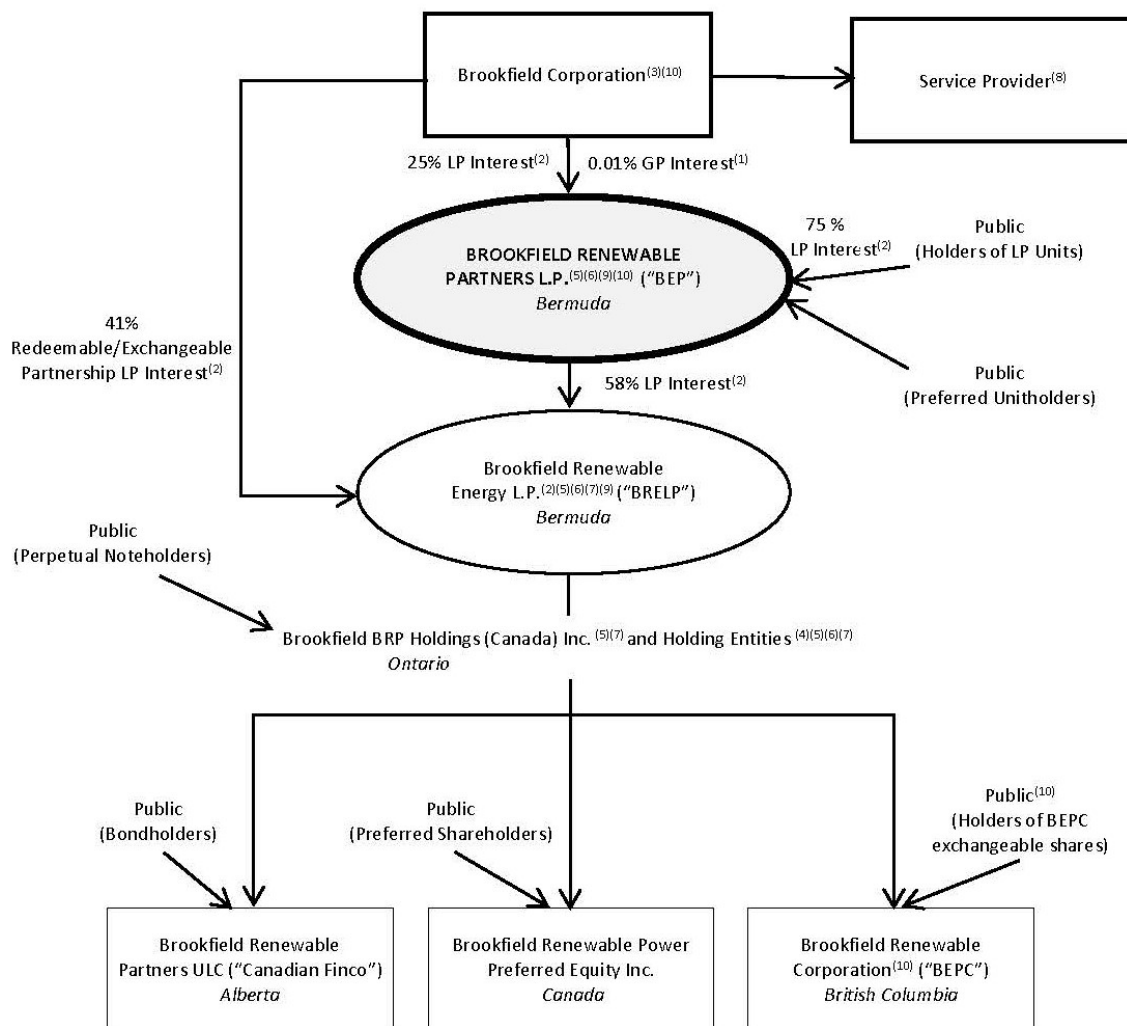 Brookfield Corporation(3)(10)
Service Provider(8)
25% LP Interest(2)
0.01% GP Interest(1)
BROOKFIELD RENEWABLE
PARTNERS L.P.(5)(6)(9)(10) (“BEP”)
Bermuda
75 %
LP Interest(2)
Public
(Holders of LP Units)
Public
(Preferred Unitholders)
41%
Redeemable/Exchangeable
Partnership LP Interest(2)
58% LP Interest(2)
Brookfield Renewable
Energy L.P.(2)(5)(6)(7)(9) (“BRELP”)
Bermuda
Public
(Perpetual Noteholders)
Brookfield BRP Holdings (Canada) Inc. (5)(7) and Holding Entities (4)(5)(6)(7)
Ontario
Public
(Bondholders)
Public
(Preferred Shareholders)
Public(10)
(Holders of BEPC
exchangeable shares)
Brookfield Renewable
Partners ULC (“Canadian Finco”)
Alberta
Brookfield Renewable Power
Preferred Equity Inc.
Canada
Brookfield Renewable
Corporation(10) (“BEPC”)
British Columbia